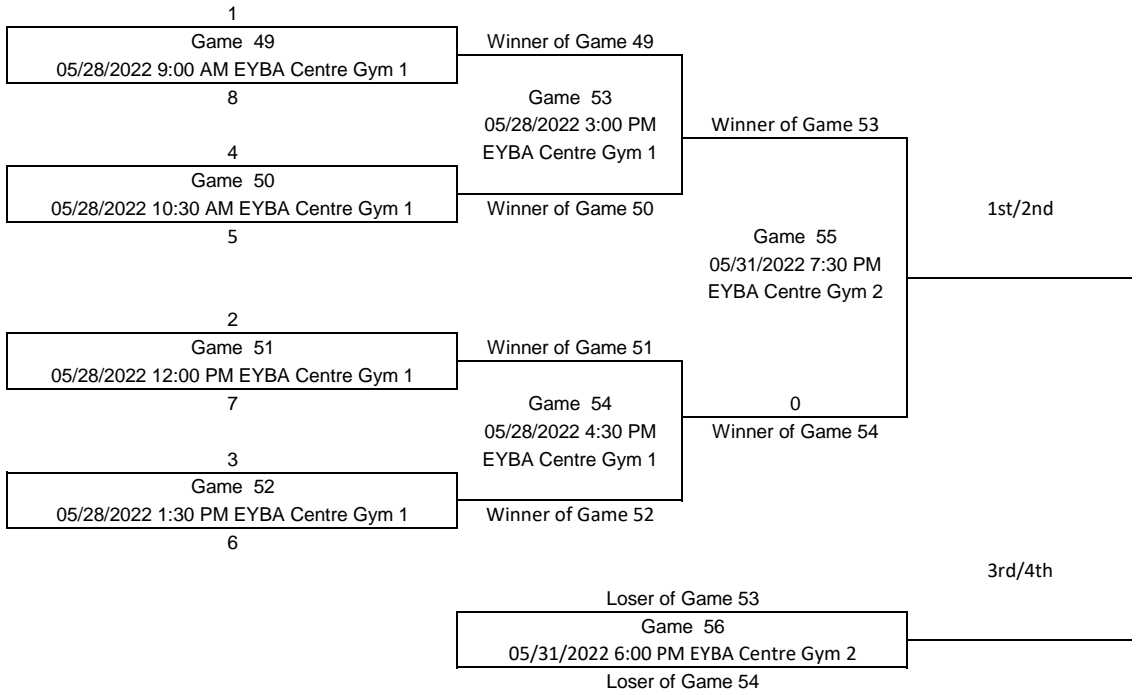 1
Game 49
05/28/2022 9:00 AM EYBA Centre Gym 1
8
4
Game 50
05/28/2022 10:30 AM EYBA Centre Gym 1
5
2
Game 51
05/28/2022 12:00 PM EYBA Centre Gym 1
7
3
Game 52
05/28/2022 1:30 PM EYBA Centre Gym 1
6
Winner of Game 49
Game 53
05/28/2022 3:00 PM
EYBA Centre Gym 1
Winner of Game 50
Winner of Game 51
Game 54
05/28/2022 4:30 PM
EYBA Centre Gym 1
Winner of Game 52
Winner of Game 53
Game 55
05/31/2022 7:30 PM
EYBA Centre Gym 2
0
Winner of Game 54
1st/2nd
Loser of Game 53
Game 56
05/31/2022 6:00 PM EYBA Centre Gym 2
Loser of Game 54
3rd/4th